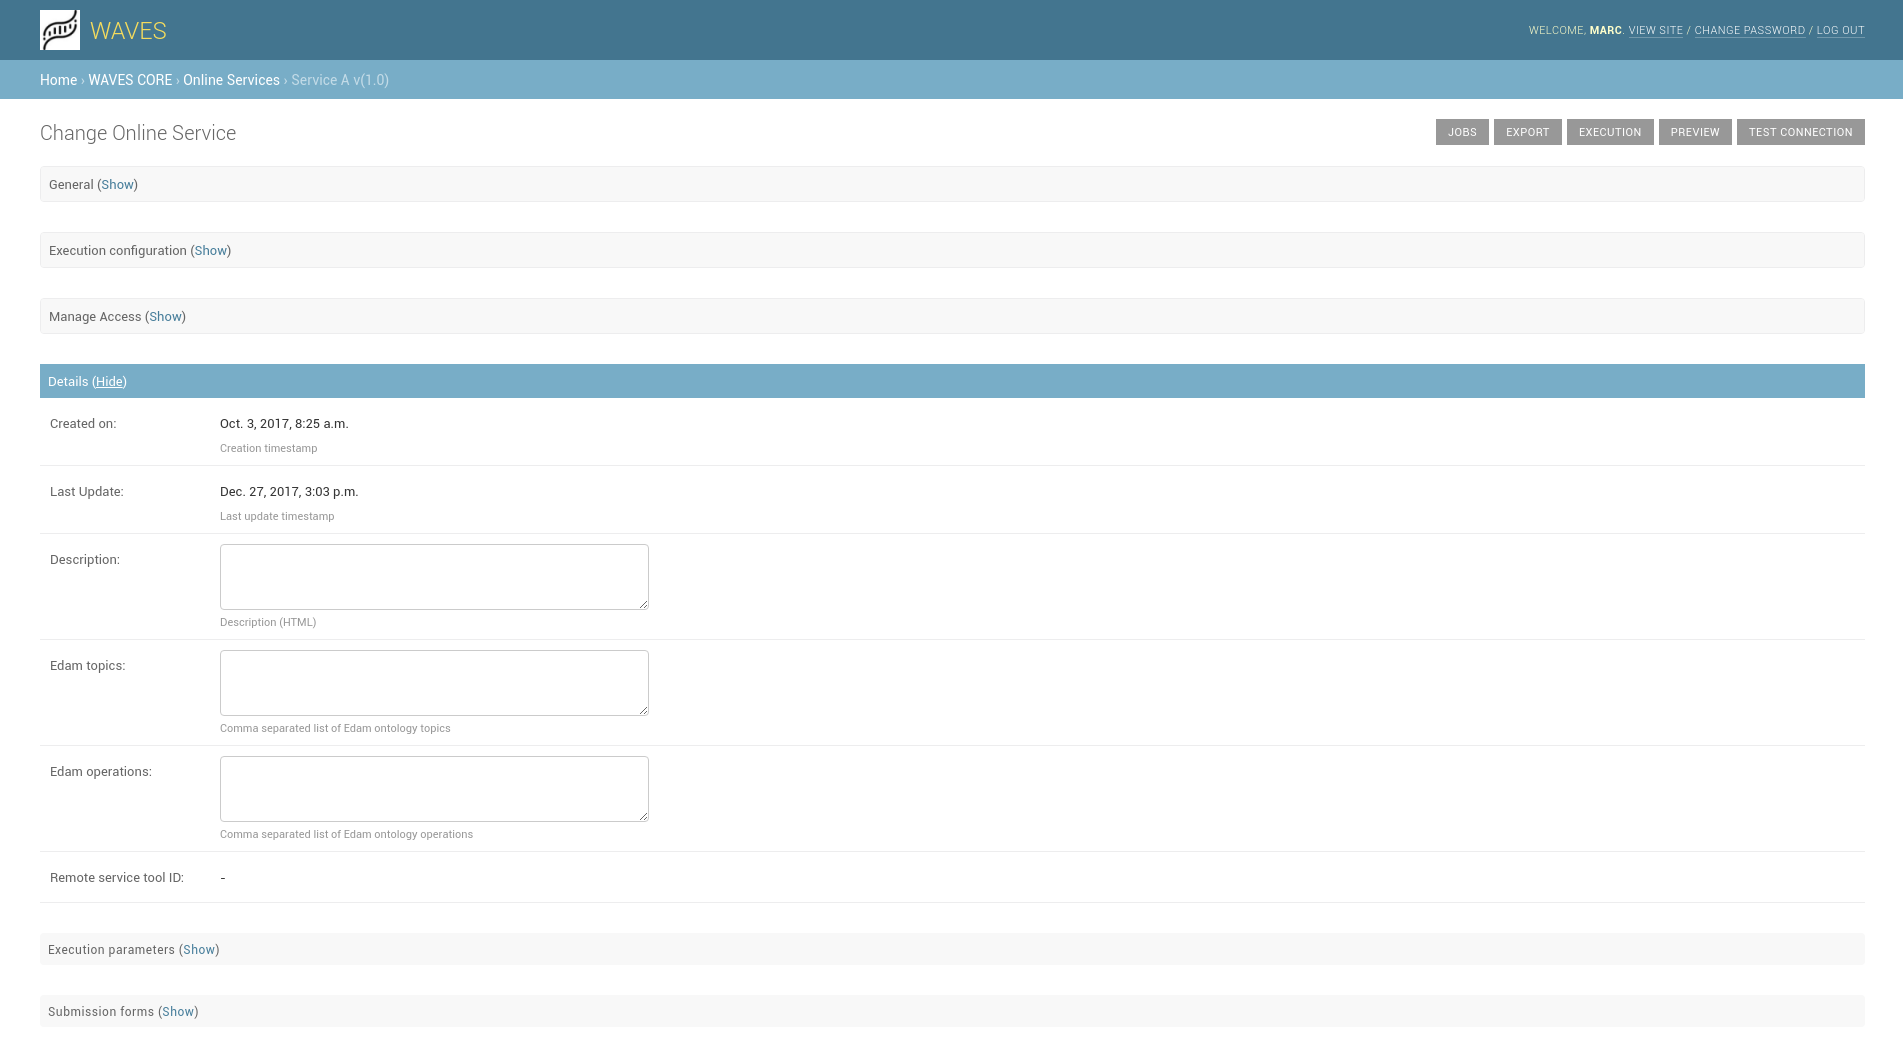 WAVES
WELCOME, MARC. VIEW SITE / CHANGE PASSWORD / LOG OUT
Home › WAVES CORE › Online Services › Service A v(1.0)
Change Online Service
JOBS EXPORT EXECUTION PREVIEW TEST CONNECTION
General (Show)
Execution configuration (Show)
Manage Access (Show)
Details (Hide)
Created on: Oct. 3, 2017, 8:25 a.m.
Creation timestamp
Last Update: Dec. 27, 2017, 3:03 p.m.
Last update timestamp
Description:
Description (HTML)
Edam topics:
Comma separated list of Edam ontology topics
Edam operations:
Comma separated list of Edam ontology operations
Remote service tool ID: -
Execution parameters (Show)
Submission forms (Show)